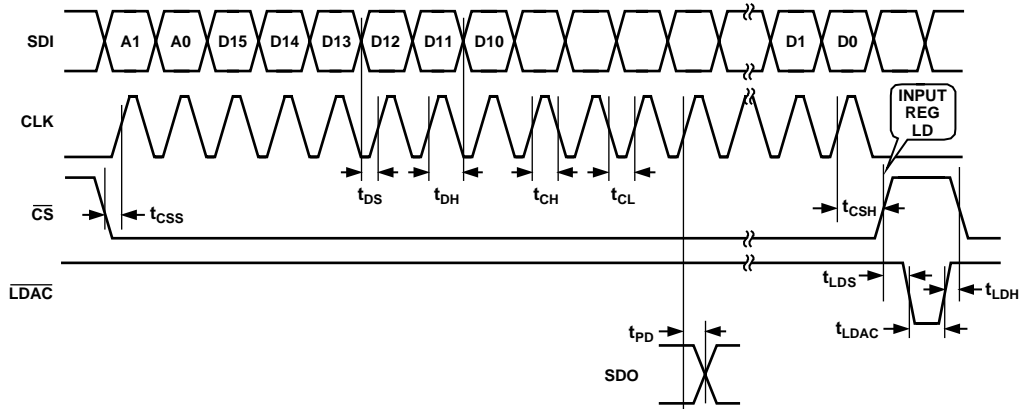 SDI A1 A0 D15 D14 D13 D12 D11 D10 D1 D0
INPUT
REG
LD
CLK
tDS tDH tCH tCL
CS tCSS tCSH
LDAC tLDS tLDH
tLDAC
tPD
SDO